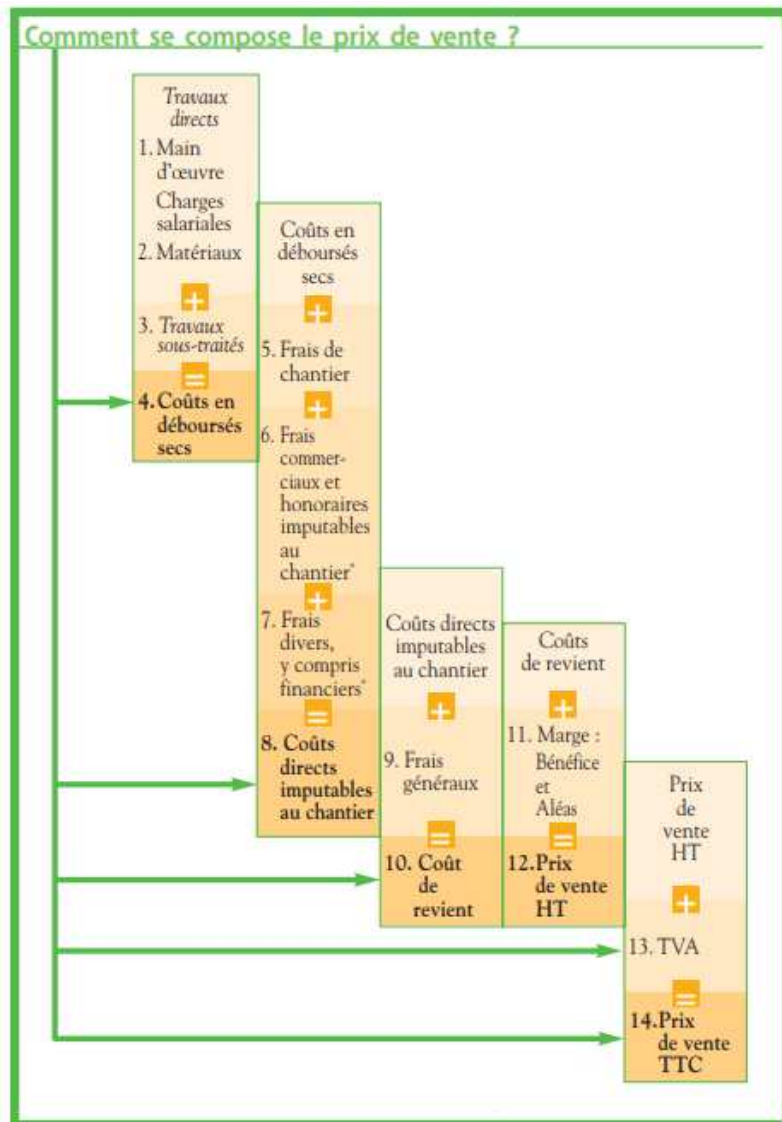 Comment se compose le prix de vente ?
Travaux
directs
1. Main
d'œuvre
Charges
salariales
2. Matériaux
+
3. Travaux
sous-traités
=
4.Coûts en
déboursés
secs
Coûts en
déboursés
secs
+
5. Frais de
chantier
+
6. Frais
commer-
ciaux et
honoraires
imputables
au
chantier*
+
7. Frais
divers,
y compris
financiers*
=
8. Coûts
directs
imputables
au chantier
Coûts directs
imputables
au chantier
+
9. Frais
généraux
=
10. Coût
de
revient
Coûts
de revient
+
11. Marge :
Bénéfice
et
Aléas
=
12.Prix
de vente
HT
Prix
de
vente
HT
+
13. TVA
=
14.Prix
de vente
TTC